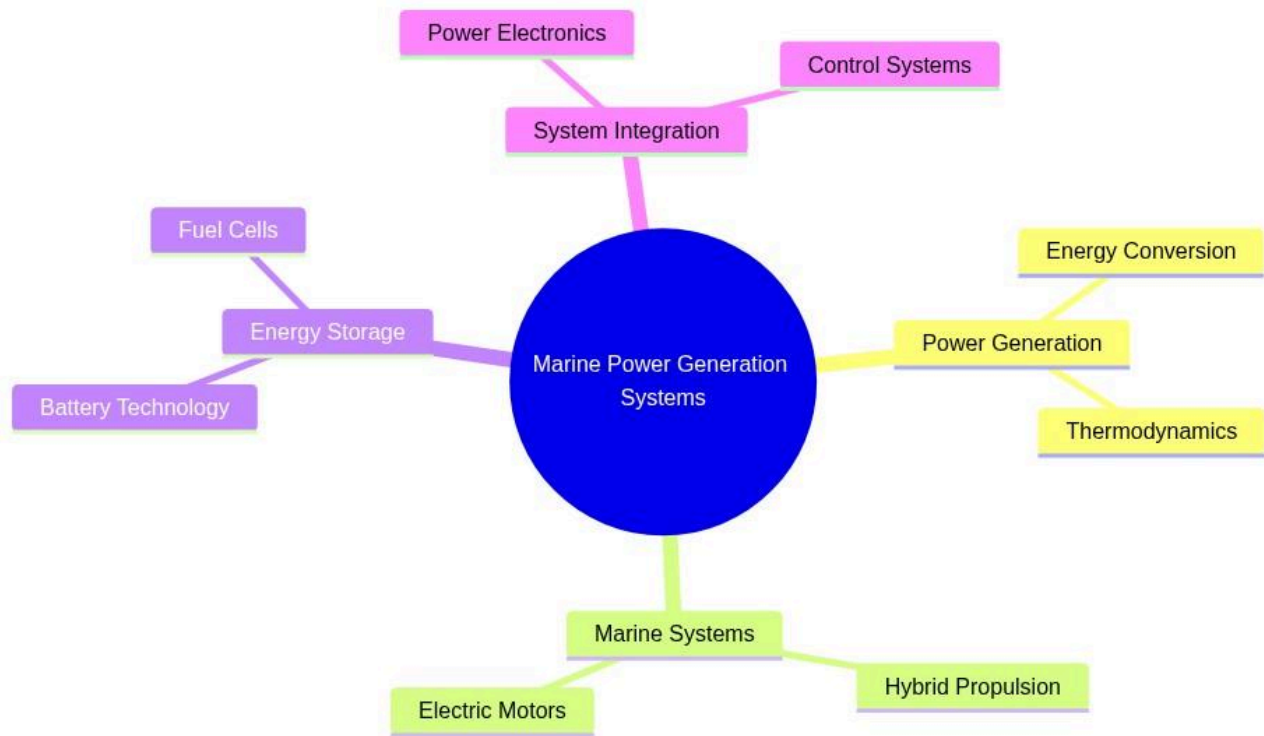 Power Electronics
Control Systems
System Integration
Fuel Cells
Energy Conversion
Energy Storage
Power Generation
Marine Power Generation
Systems
Battery Technology
Thermodynamics
Marine Systems
Hybrid Propulsion
Electric Motors